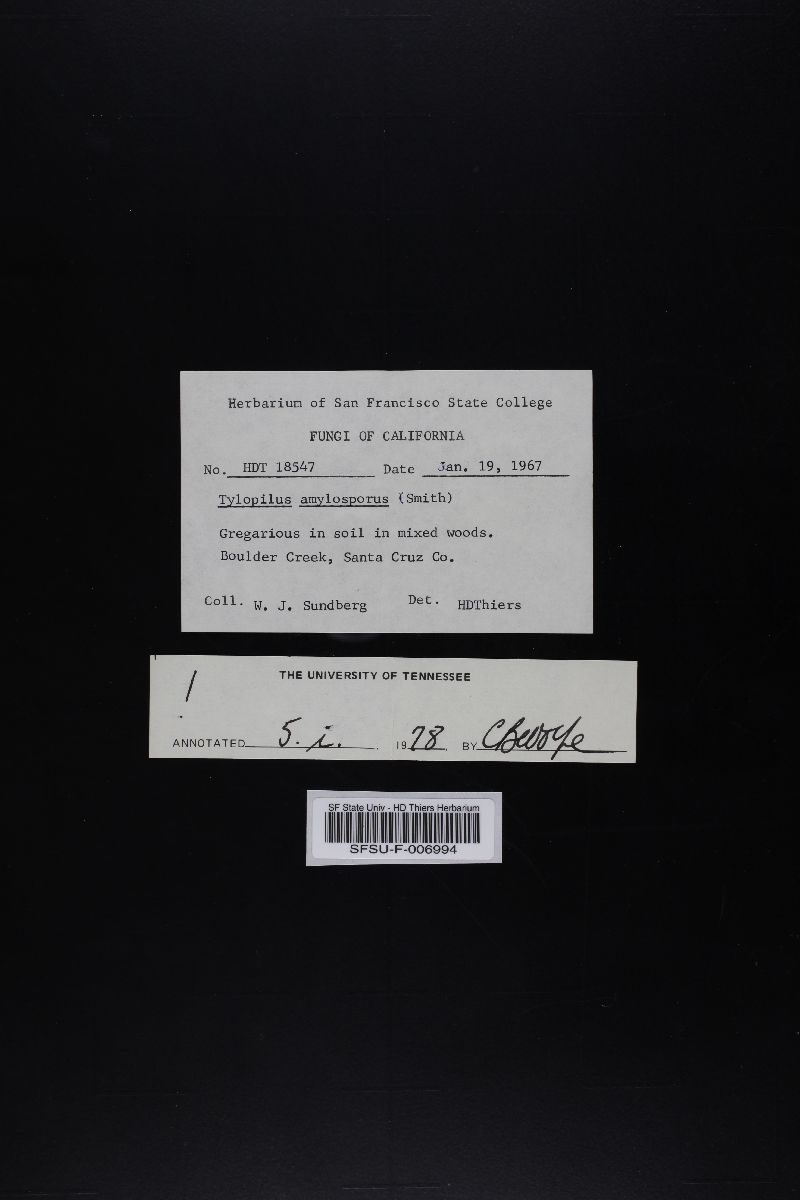 Herbarium of San Francisco State College
FUNGI OF CALIFORNIA
No. HDT 18547 Date Jan. 19, 1967
Tylopilus amylosporus (Smith)
Gregarious in soil in mixed woods.
Boulder Creek, Santa Cruz Co.
Coll. W. J. Sundberg Det. HDThiers
! THE UNIVERSITY OF TENNESSEE
ANNOTATED 5. i. 1978 BY CBWolfe
SF State Univ - HD Thiers Herbarium
SFSU-F-006994